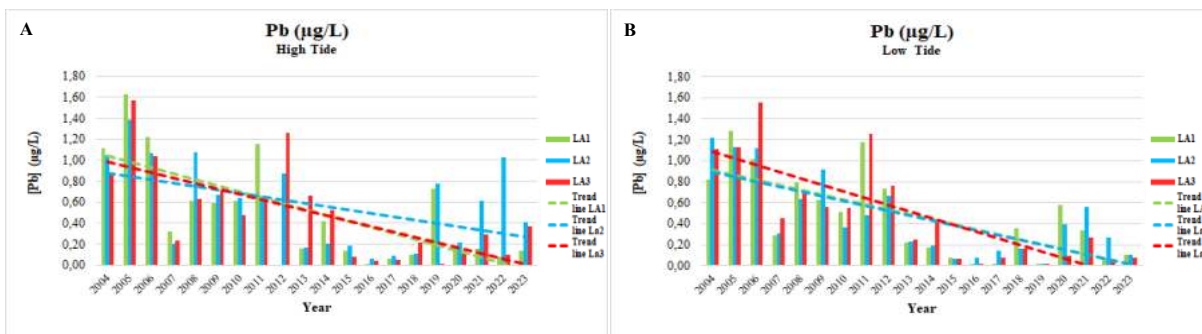 A
Pb (µg/L)
High Tide
[Pb] (µg/L)
1,80
1,60
1,40
1,20
1,00
0,80
0,60
0,40
0,20
0,00
2004 2005 2006 2007 2008 2009 2010 2011 2012 2013 2014 2015 2016 2017 2018 2019 2020 2021 2022 2023
Year
LA1
LA2
LA3
Trend
line LA1
Trend
line Ln2
Trend
line Ln3
B
Pb (µg/L)
Low Tide
[Pb] (µg/L)
1,80
1,60
1,40
1,20
1,00
0,80
0,60
0,40
0,20
0,00
2004 2005 2006 2007 2008 2009 2010 2011 2012 2013 2014 2015 2016 2017 2018 2019 2020 2021 2022 2023
Year
LA1
LA2
LA3
Trend
line
Trend
line
Trend
line